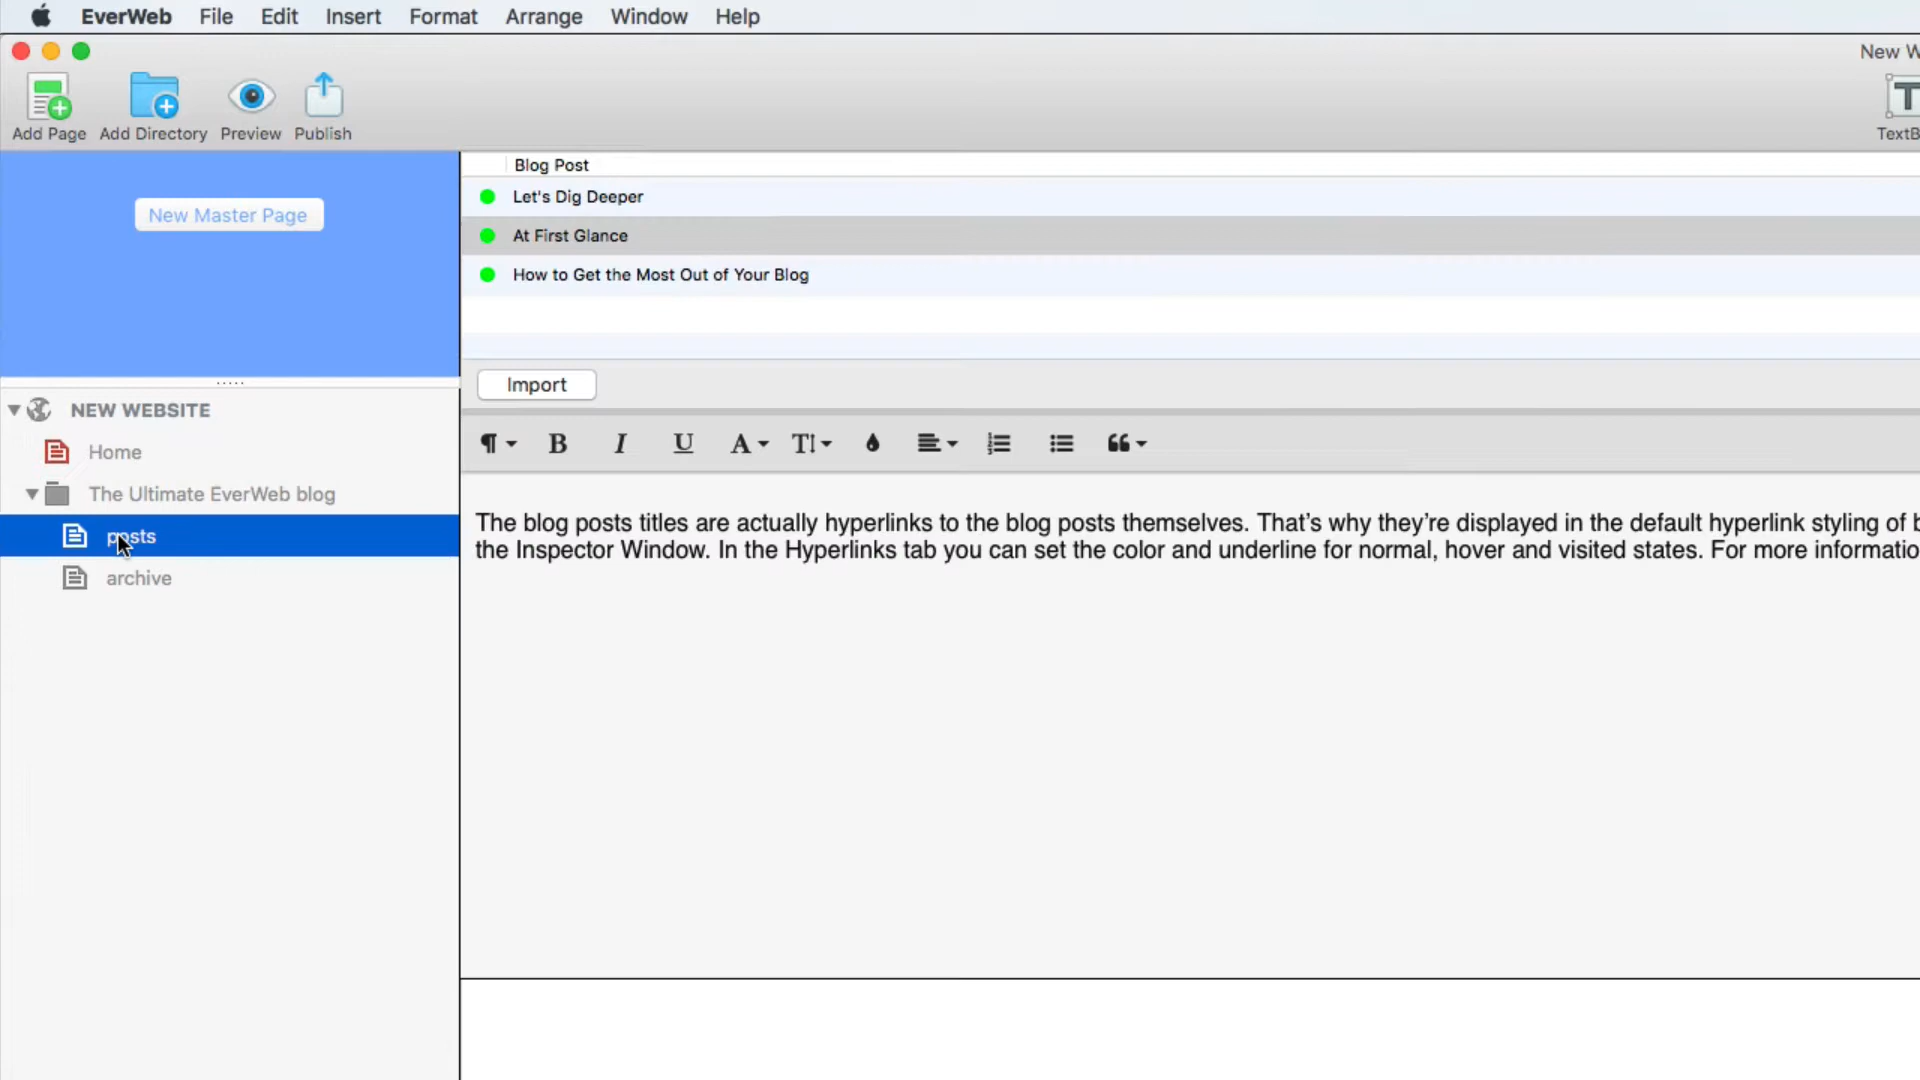 EverWeb File Edit Insert Format Arrange Window Help
New W
Add Page Add Directory Preview Publish
TextB
New Master Page
Blog Post
Let's Dig Deeper
At First Glance
How to Get the Most Out of Your Blog
Import
NEW WEBSITE
Home
The Ultimate EverWeb blog
posts
archive
B I U A T
The blog posts titles are actually hyperlinks to the blog posts themselves. That’s why they’re displayed in the default hyperlink styling of b
the Inspector Window. In the Hyperlinks tab you can set the color and underline for normal, hover and visited states. For more informatio